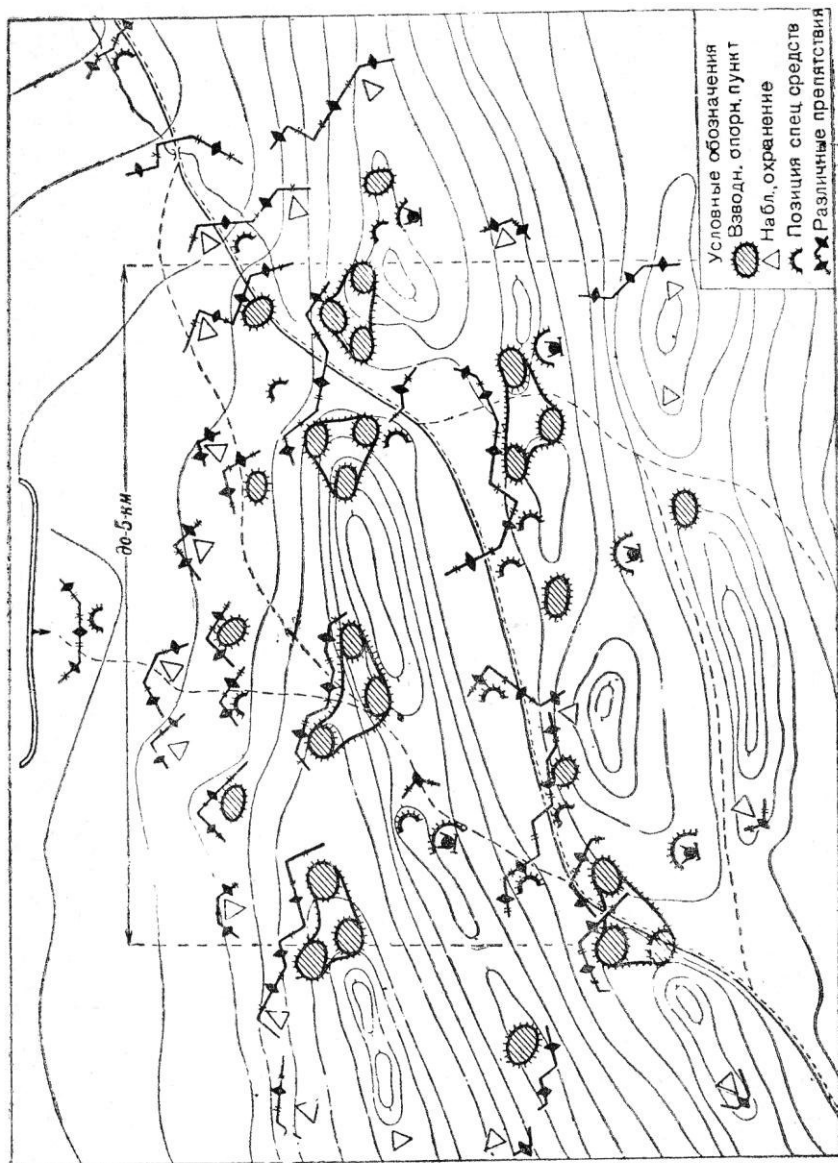 до 5 км
Условные обозначения
Взводн. опорн. пункт
Набл., охранение
Позиция спец. средств
Различные препятствия